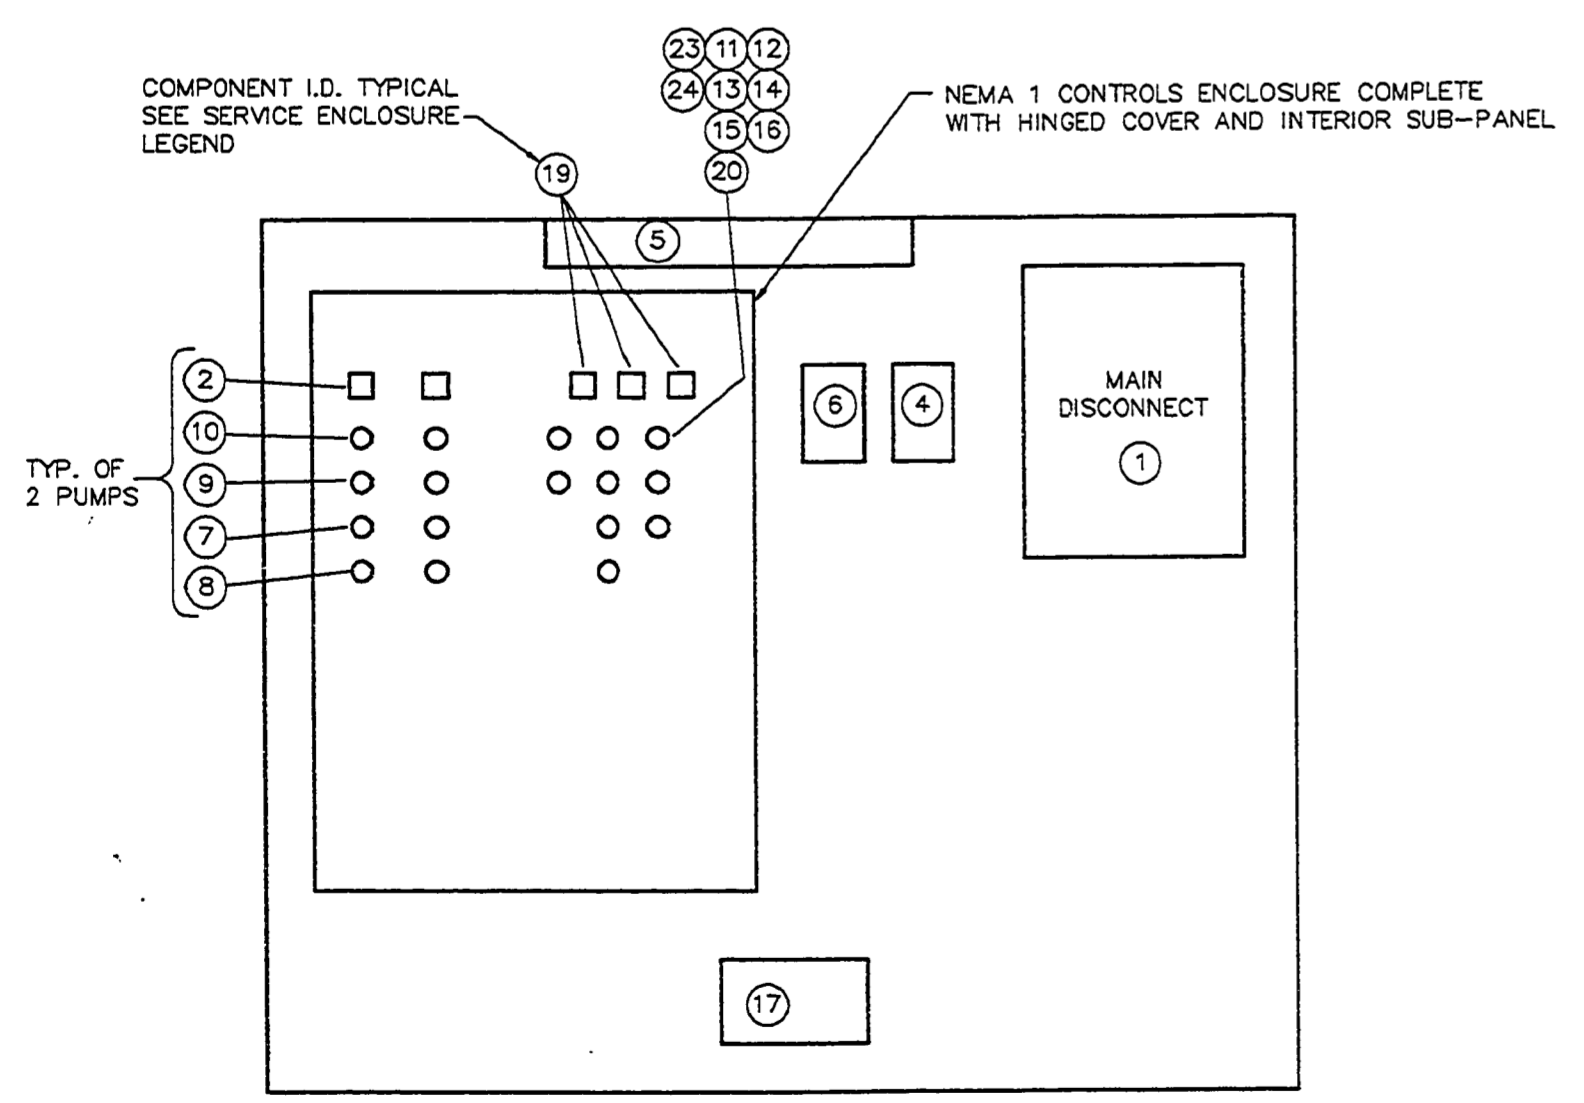 23 11 12
24 13 14
15 16
20
COMPONENT I.D. TYPICAL
SEE SERVICE ENCLOSURE
LEGEND
19
NEMA 1 CONTROLS ENCLOSURE COMPLETE
WITH HINGED COVER AND INTERIOR SUB-PANEL
5
TYP. OF
2 PUMPS
2
10
9
7
8
6
4
MAIN
DISCONNECT
1
17